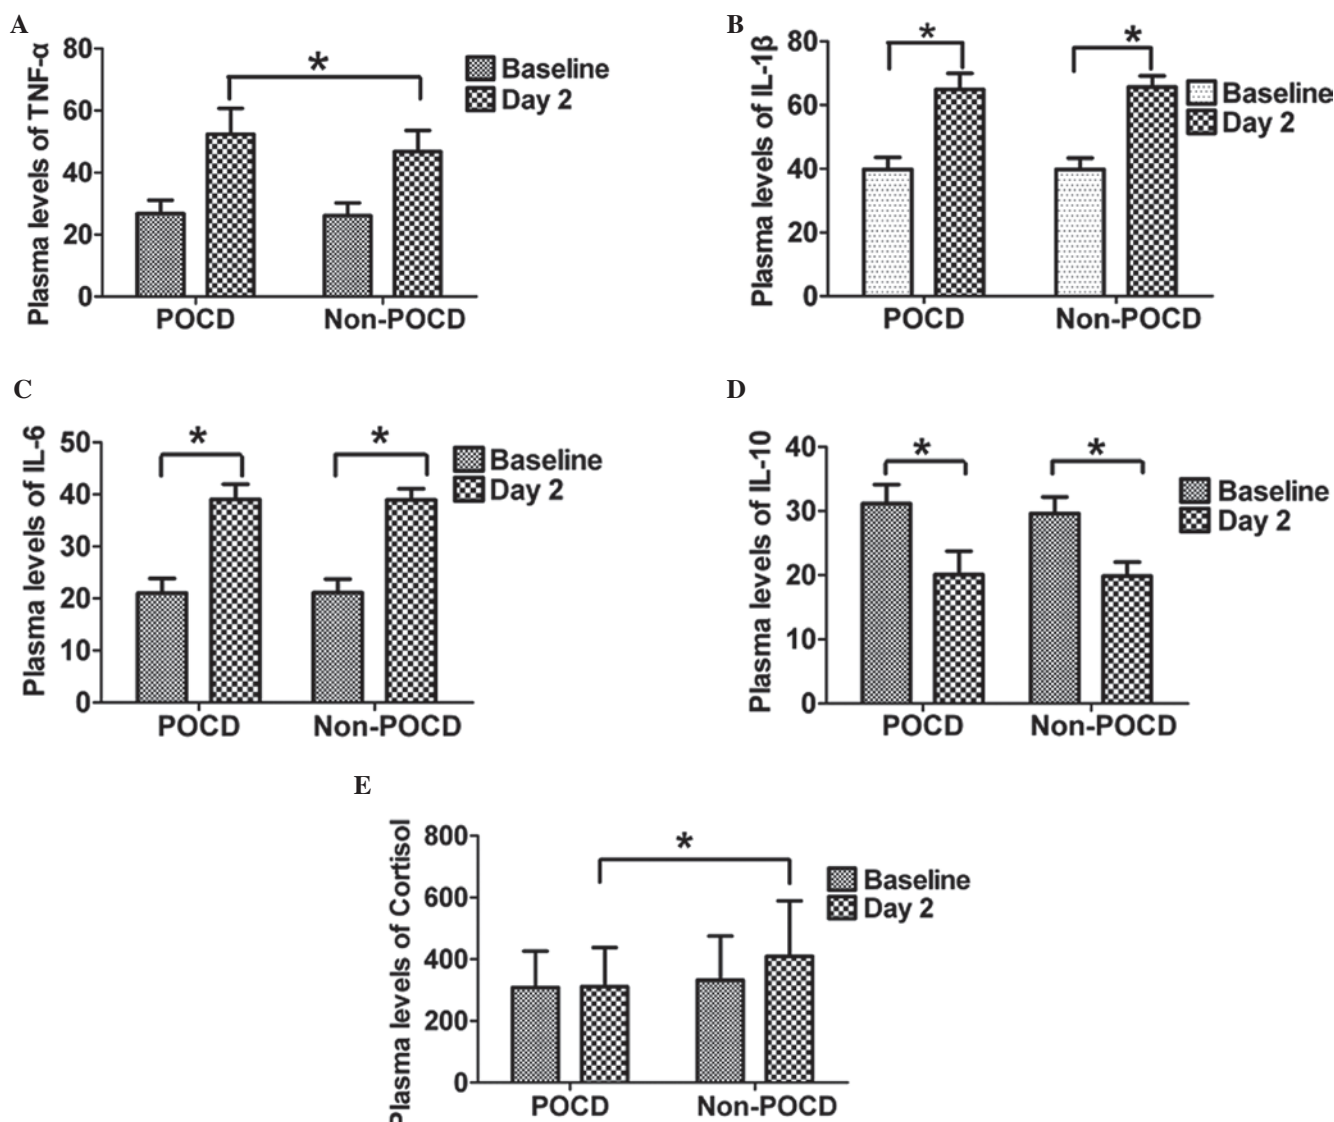 A
Plasma levels of TNF-α
80
60
40
20
0
*
Baseline
Day 2
POCD Non-POCD
B
Plasma levels of IL-1β
80
60
40
20
0
* *
Baseline
Day 2
POCD Non-POCD
C
Plasma levels of IL-6
50
40
30
20
10
0
* *
Baseline
Day 2
POCD Non-POCD
D
Plasma levels of IL-10
40
30
20
10
0
* *
Baseline
Day 2
POCD Non-POCD
E
Plasma levels of Cortisol
800
600
400
200
0
*
Baseline
Day 2
POCD Non-POCD